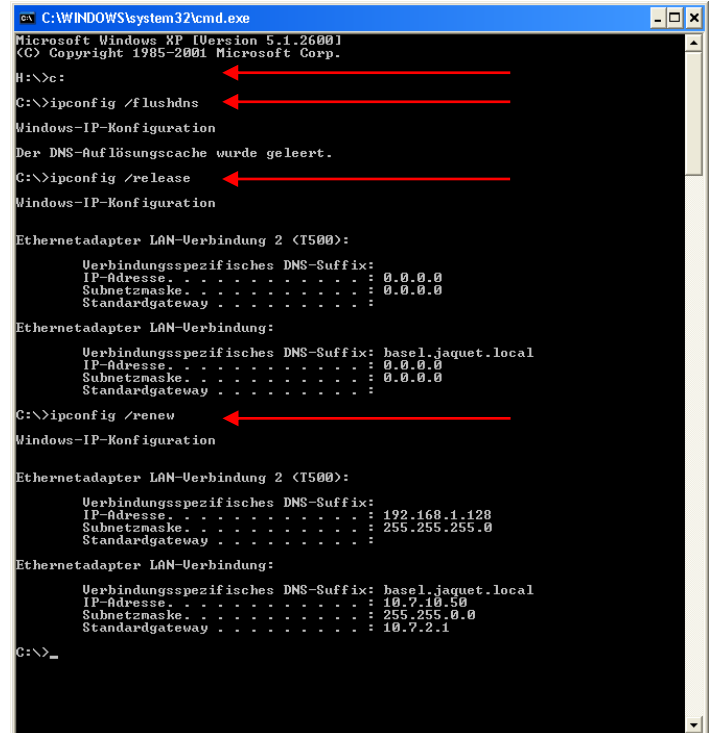 C:\WINDOWS\system32\cmd.exe
Microsoft Windows XP [Version 5.1.2600]
(C) Copyright 1985-2001 Microsoft Corp.
H:\>c:
C:\>ipconfig /flushdns
Windows-IP-Konfiguration
Der DNS-Auflösungscache wurde geleert.
C:\>ipconfig /release
Windows-IP-Konfiguration
Ethernetadapter LAN-Verbindung 2 (T500):
Verbindungsspezifisches DNS-Suffix:
IP-Adresse. . . . . . . . . . . . : 0.0.0.0
Subnetzmaske. . . . . . . . . . . : 0.0.0.0
Standardgateway . . . . . . . . . :
Ethernetadapter LAN-Verbindung:
Verbindungsspezifisches DNS-Suffix: basel.jaquet.local
IP-Adresse. . . . . . . . . . . . : 0.0.0.0
Subnetzmaske. . . . . . . . . . . : 0.0.0.0
Standardgateway . . . . . . . . . :
C:\>ipconfig /renew
Windows-IP-Konfiguration
Ethernetadapter LAN-Verbindung 2 (T500):
Verbindungsspezifisches DNS-Suffix:
IP-Adresse. . . . . . . . . . . . : 192.168.1.128
Subnetzmaske. . . . . . . . . . . : 255.255.255.0
Standardgateway . . . . . . . . . :
Ethernetadapter LAN-Verbindung:
Verbindungsspezifisches DNS-Suffix: basel.jaquet.local
IP-Adresse. . . . . . . . . . . . : 10.7.10.50
Subnetzmaske. . . . . . . . . . . : 255.255.0.0
Standardgateway . . . . . . . . . : 10.7.2.1
C:\>_